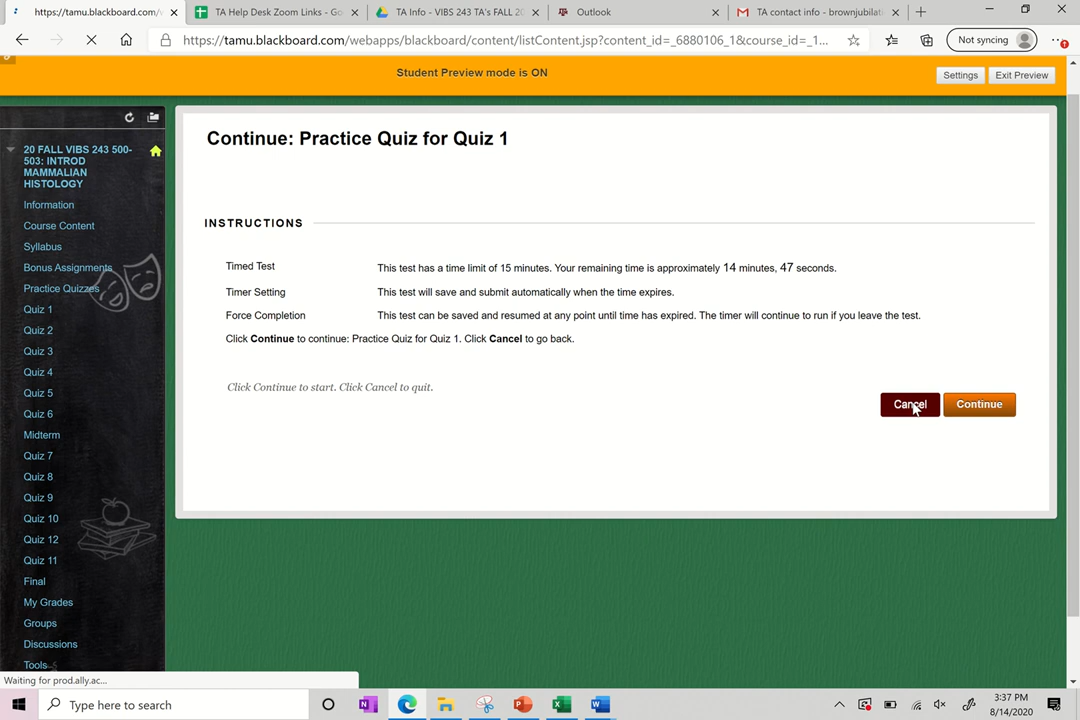 https://tamu.blackboard.com/w
TA Help Desk Zoom Links - Go
TA Info - VIBS 243 TA's FALL 20
Outlook
TA contact info - brownjubilat
https://tamu.blackboard.com/webapps/blackboard/content/listContent.jsp?content_id=_6880106_1&course_id=_1...
Not syncing
Student Preview mode is ON
Settings
Exit Preview
20 FALL VIBS 243 500-
503: INTROD
MAMMALIAN
HISTOLOGY
Information
Course Content
Syllabus
Bonus Assignments
Practice Quizzes
Quiz 1
Quiz 2
Quiz 3
Quiz 4
Quiz 5
Quiz 6
Midterm
Quiz 7
Quiz 8
Quiz 9
Quiz 10
Quiz 12
Quiz 11
Final
My Grades
Groups
Discussions
Tools
Continue: Practice Quiz for Quiz 1
INSTRUCTIONS
Timed Test This test has a time limit of 15 minutes. Your remaining time is approximately 14 minutes, 47 seconds.
Timer Setting This test will save and submit automatically when the time expires.
Force Completion This test can be saved and resumed at any point until time has expired. The timer will continue to run if you leave the test.
Click Continue to continue: Practice Quiz for Quiz 1. Click Cancel to go back.
Click Continue to start. Click Cancel to quit.
Cancel
Continue
Waiting for prod.ally.ac...
Type here to search
3:37 PM
8/14/2020